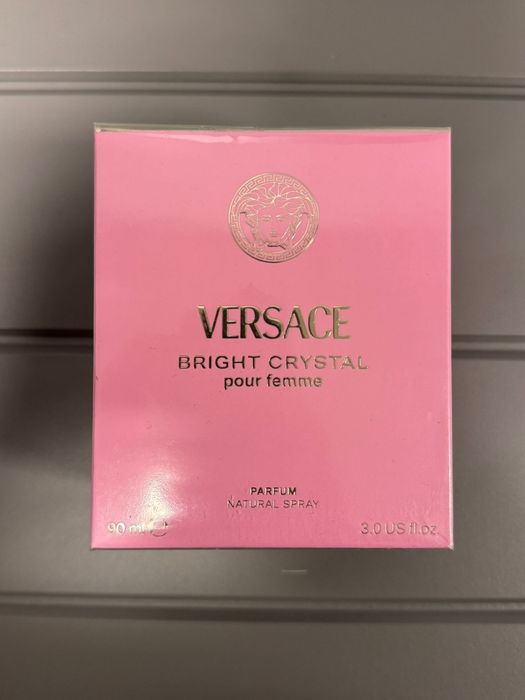 VERSACE
BRIGHT CRYSTAL
pour femme
PARFUM
NATURAL SPRAY
90 ml ℮ 3.0 US fl.oz.